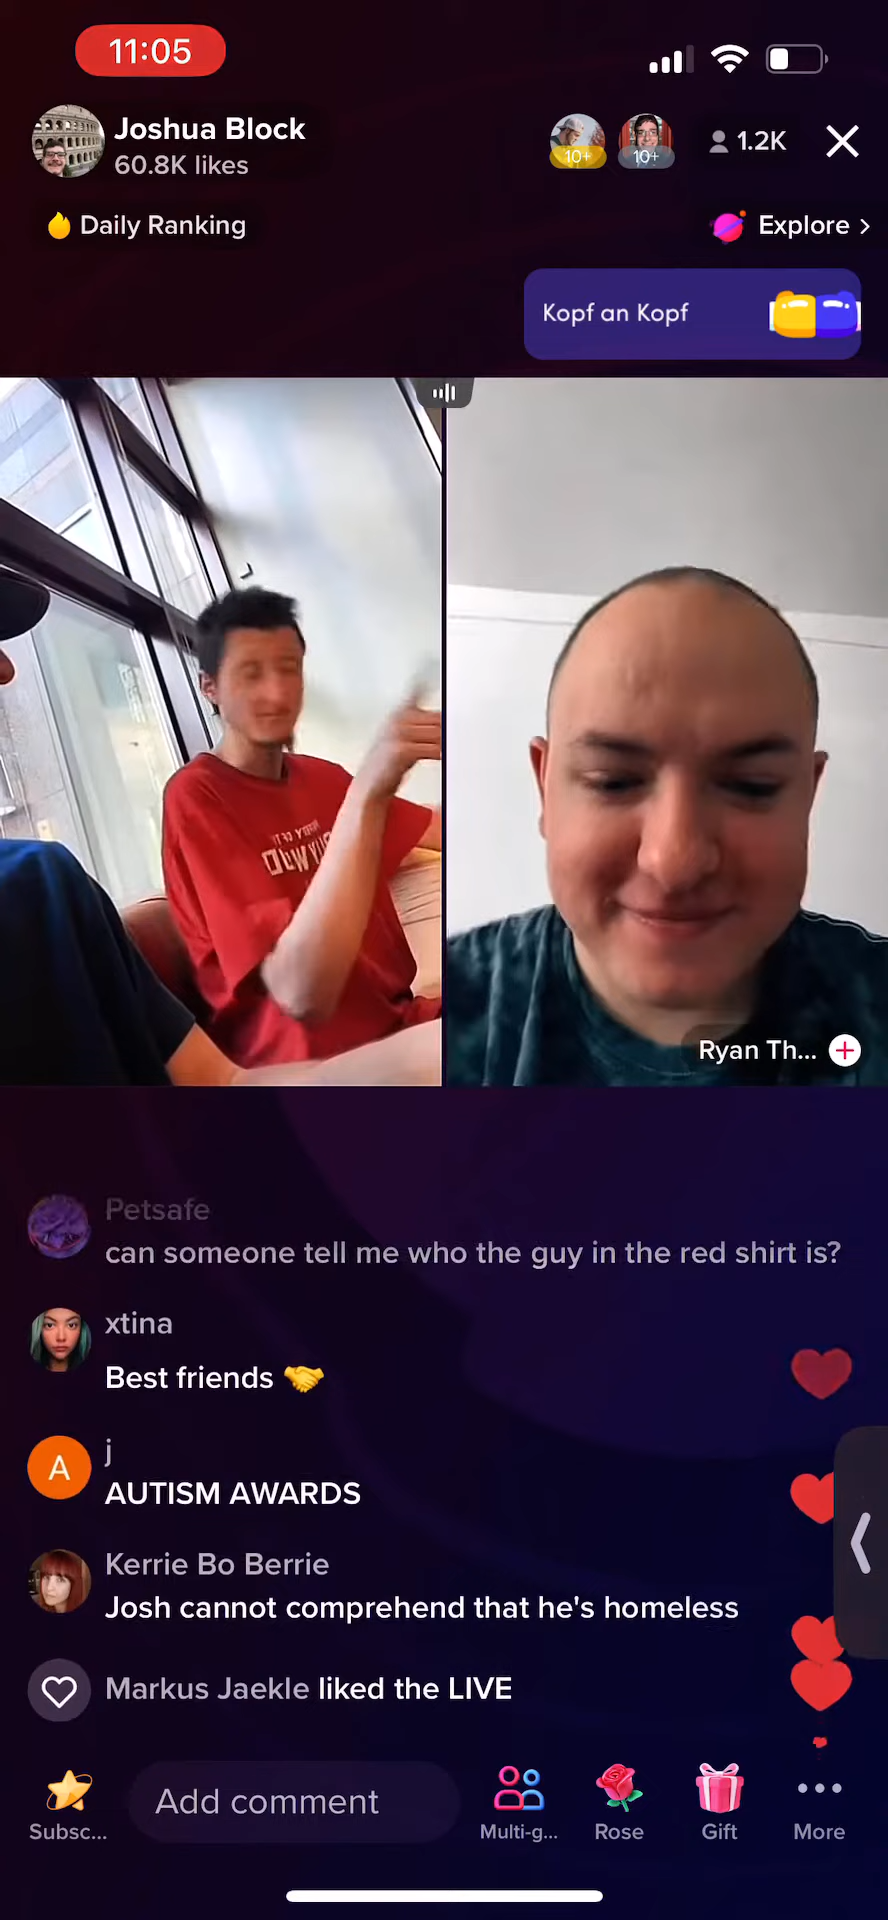 11:05
Joshua Block
60.8K likes
10+
10+
1.2K
Daily Ranking
Explore >
Kopf an Kopf
Ryan Th...
Petsafe
can someone tell me who the guy in the red shirt is?
xtina
Best friends 🤝
A
j
AUTISM AWARDS
Kerrie Bo Berrie
Josh cannot comprehend that he's homeless
Markus Jaekle liked the LIVE
Add comment
Subsc...
Multi-g...
Rose
Gift
More